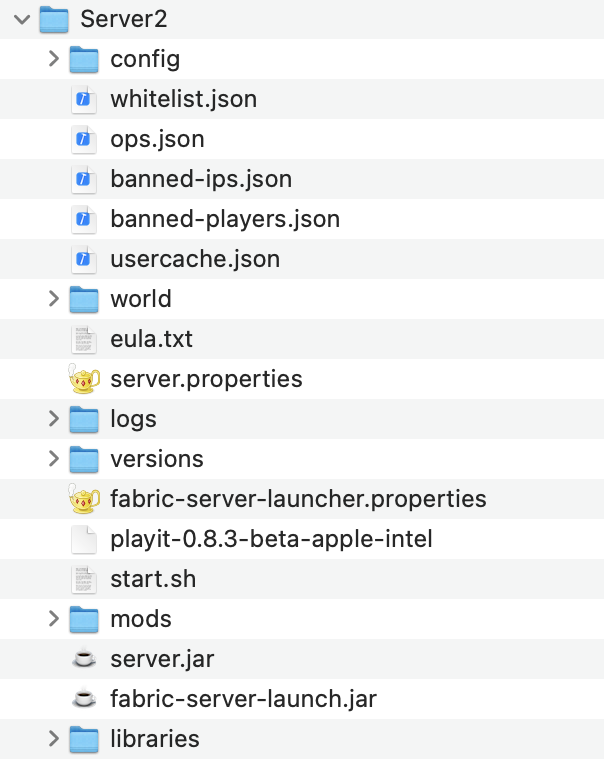 Server2
config
whitelist.json
ops.json
banned-ips.json
banned-players.json
usercache.json
world
eula.txt
server.properties
logs
versions
fabric-server-launcher.properties
playit-0.8.3-beta-apple-intel
start.sh
mods
server.jar
fabric-server-launch.jar
libraries